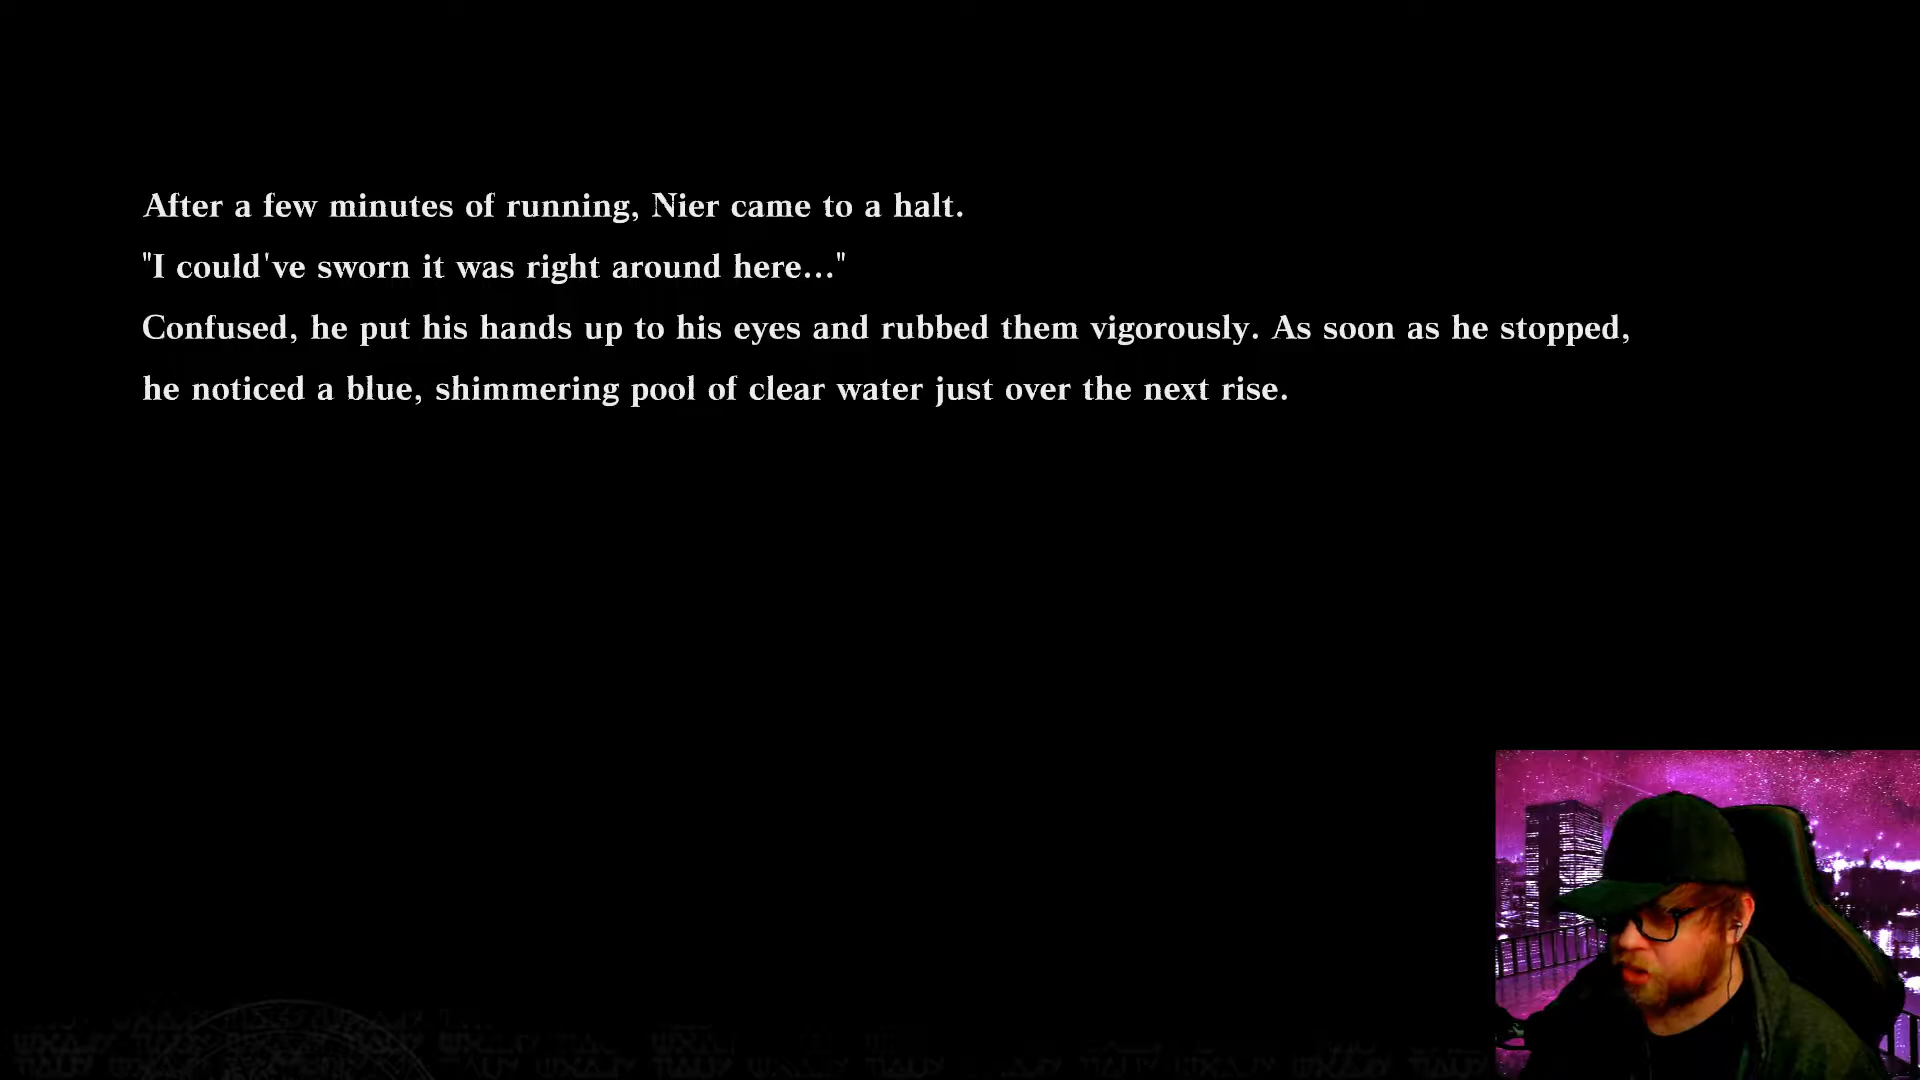 After a few minutes of running, Nier came to a halt.
"I could've sworn it was right around here..."
Confused, he put his hands up to his eyes and rubbed them vigorously. As soon as he stopped,
he noticed a blue, shimmering pool of clear water just over the next rise.